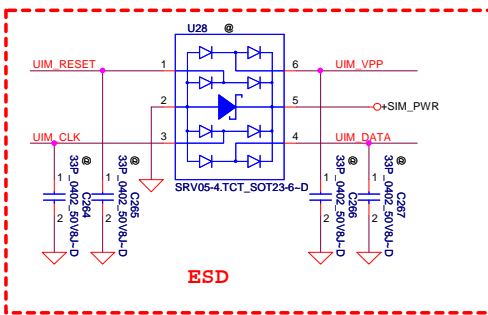 U28 @
UIM_RESET 1 6 UIM_VPP
2 5 +SIM_PWR
UIM_CLK 3 4 UIM_DATA
SRV05-4.TCT_SOT23-6~D
1 2 33P_0402_50V8J~D C264 @
1 2 33P_0402_50V8J~D C265 @
1 2 33P_0402_50V8J~D C266 @
1 2 33P_0402_50V8J~D C267 @
ESD